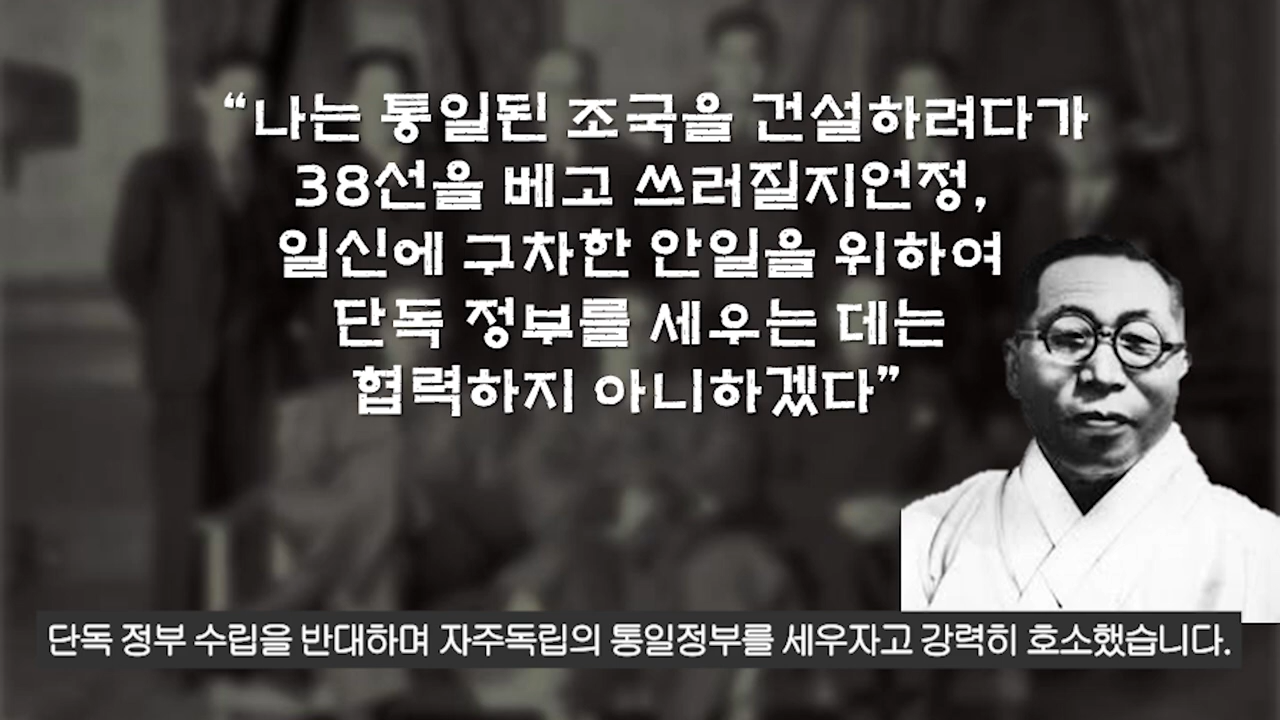 “나는 통일된 조국을 건설하려다가
38선을 베고 쓰러질지언정,
일신에 구차한 안일을 위하여
단독 정부를 세우는 데는
협력하지 아니하겠다”
단독 정부 수립을 반대하며 자주독립의 통일정부를 세우자고 강력히 호소했습니다.